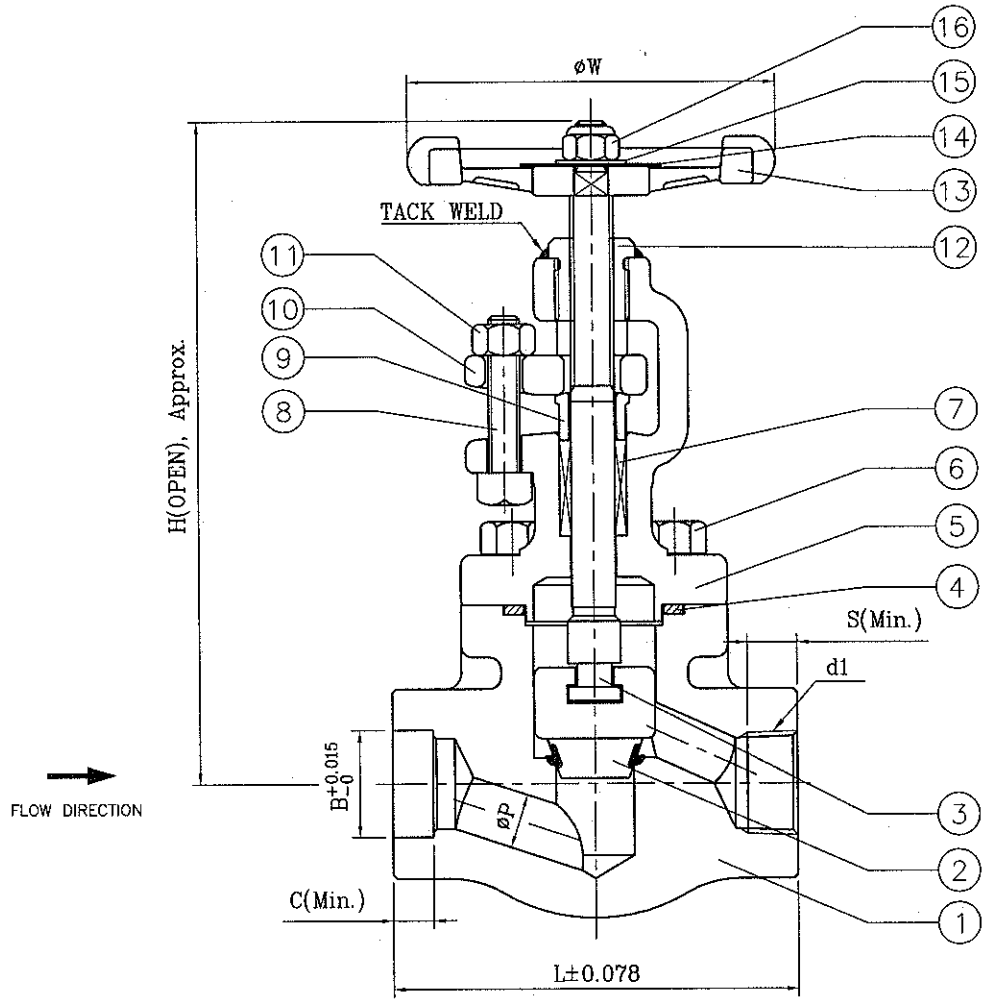 16
øW
15
14
13
TACK WELD
12
11
10
9
8
H(OPEN), Approx.
7
6
5
4
S(Min.)
d1
B+0.015
-0
øP
FLOW DIRECTION
3
2
C(Min.)
1
L±0.078